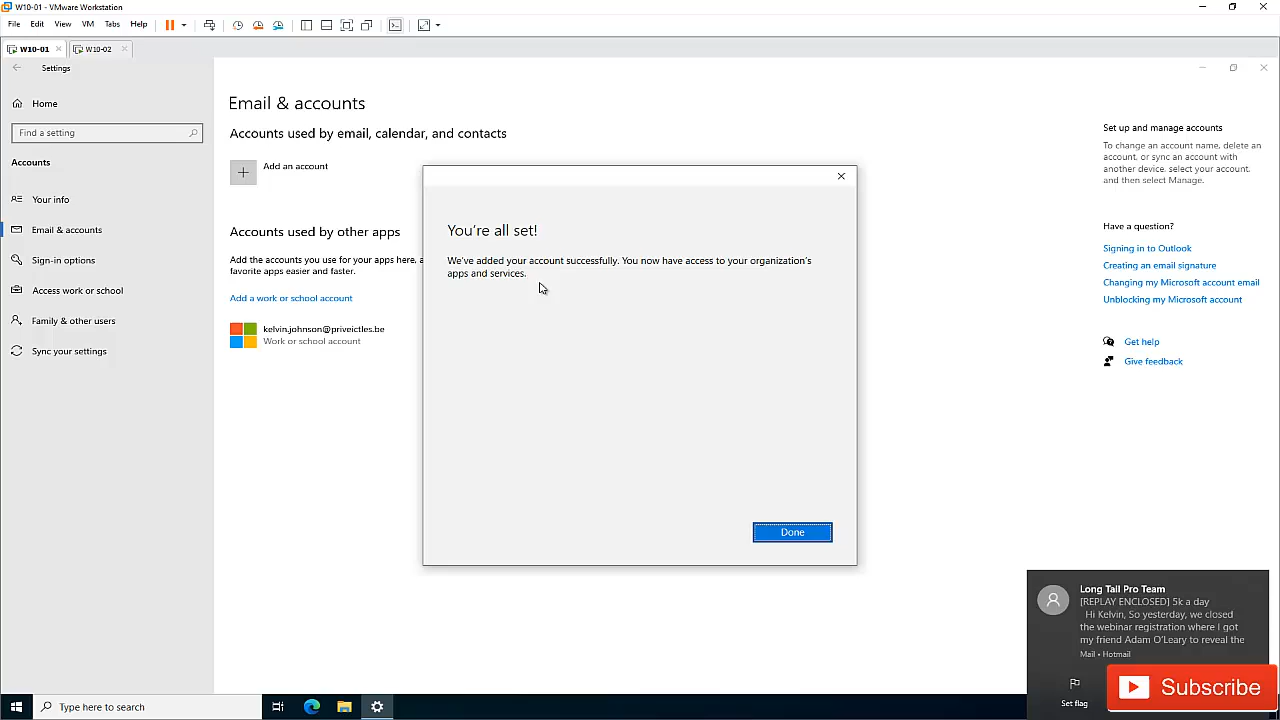 W10-01 - VMware Workstation
File Edit View VM Tabs Help
W10-01 W10-02
Settings
Home
Find a setting
Accounts
Your info
Email & accounts
Sign-in options
Access work or school
Family & other users
Sync your settings
Email & accounts
Accounts used by email, calendar, and contacts
Add an account
Accounts used by other apps
Add the accounts you use for your apps here, a
favorite apps easier and faster.
Add a work or school account
kelvin.johnson@priveictles.be
Work or school account
You're all set!
We've added your account successfully. You now have access to your organization's
apps and services.
Done
Set up and manage accounts
To change an account name, delete an
account, or sync an account with
another device, select your account,
and then select Manage.
Have a question?
Signing in to Outlook
Creating an email signature
Changing my Microsoft account email
Unblocking my Microsoft account
Get help
Give feedback
Long Tall Pro Team
[REPLAY ENCLOSED] 5k a day
Hi Kelvin, So yesterday, we closed
the webinar registration where I got
my friend Adam O'Leary to reveal the
Mail • Hotmail
Set flag
Subscribe
Type here to search